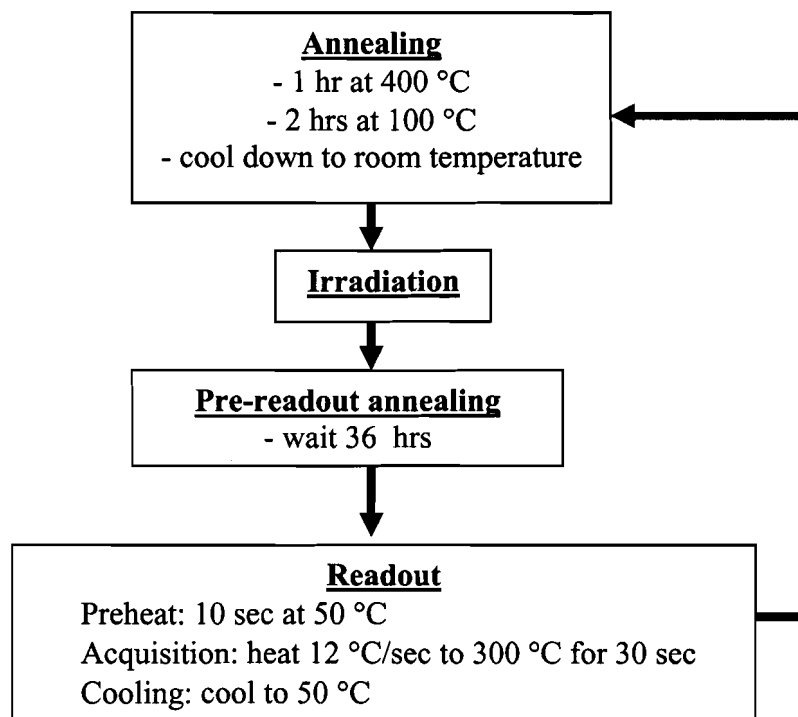 Annealing
- 1 hr at 400 °C
- 2 hrs at 100 °C
- cool down to room temperature
Irradiation
Pre-readout annealing
- wait 36 hrs
Readout
Preheat: 10 sec at 50 °C
Acquisition: heat 12 °C/sec to 300 °C for 30 sec
Cooling: cool to 50 °C